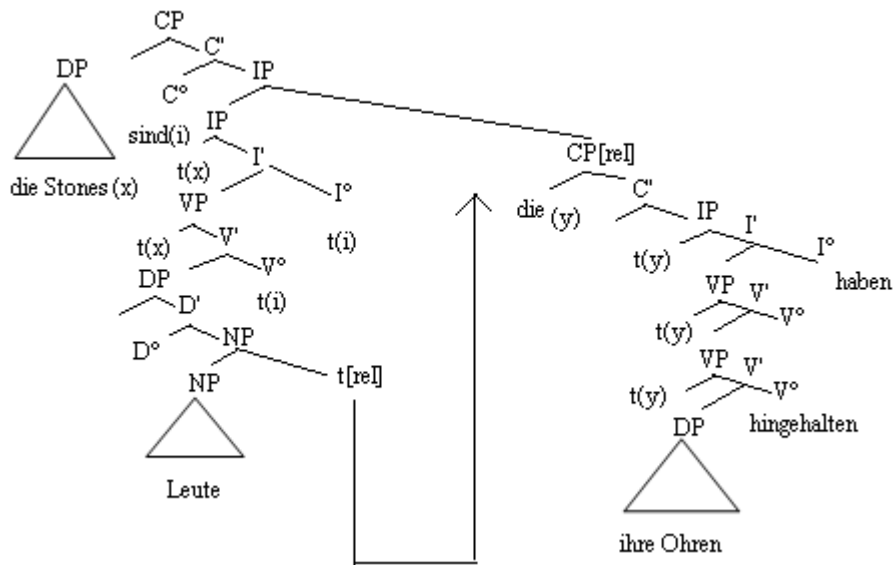 CP
C'
DP
C° IP
sind(i) IP
CP[rel]
die Stones (x) t(x) I'
C'
VP I°
die (y) IP I'
t(x) V' t(i)
t(y) I°
DP V°
haben
D' t(i)
VP V'
D° NP
t(y) V°
NP t[rel]
VP V'
t(y) V°
DP hingehalten
Leute
ihre Ohren